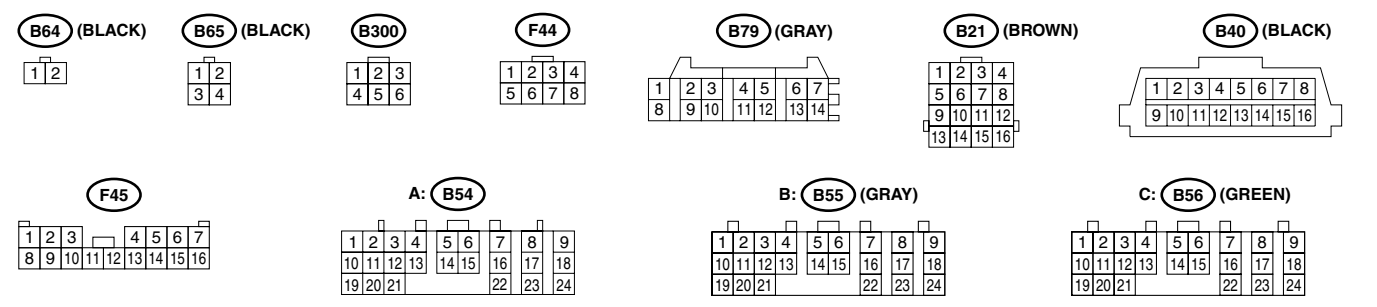 B64 (BLACK) B65 (BLACK) B300 F44 B79 (GRAY) B21 (BROWN) B40 (BLACK)
1 2
1 2
3 4
1 2 3
4 5 6
1 2 3 4
5 6 7 8
1 2 3 4 5 6 7
8 9 10 11 12 13 14
1 2 3 4
5 6 7 8
9 10 11 12
13 14 15 16
1 2 3 4 5 6 7 8
9 10 11 12 13 14 15 16
F45 A: B54 B: B55 (GRAY) C: B56 (GREEN)
1 2 3 4 5 6 7
8 9 10 11 12 13 14 15 16
1 2 3 4 5 6 7 8 9
10 11 12 13 14 15 16 17 18
19 20 21 22 23 24
1 2 3 4 5 6 7 8 9
10 11 12 13 14 15 16 17 18
19 20 21 22 23 24
1 2 3 4 5 6 7 8 9
10 11 12 13 14 15 16 17 18
19 20 21 22 23 24